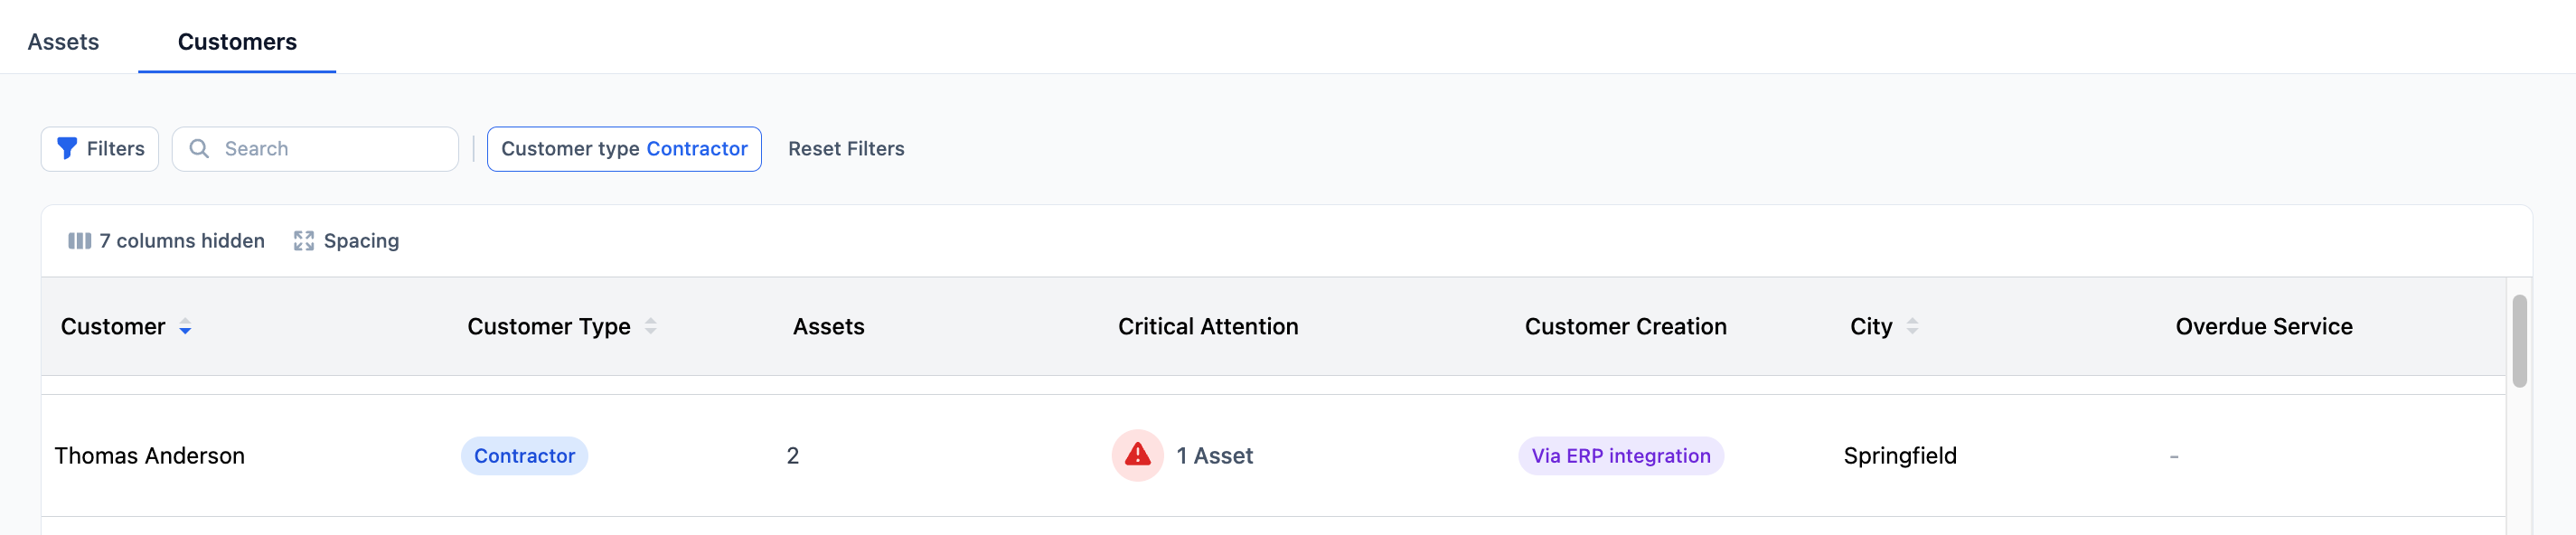 Assets Customers
Filters Search Customer type Contractor Reset Filters
7 columns hidden Spacing
Customer Customer Type Assets Critical Attention Customer Creation City Overdue Service
Thomas Anderson Contractor 2 1 Asset Via ERP integration Springfield -